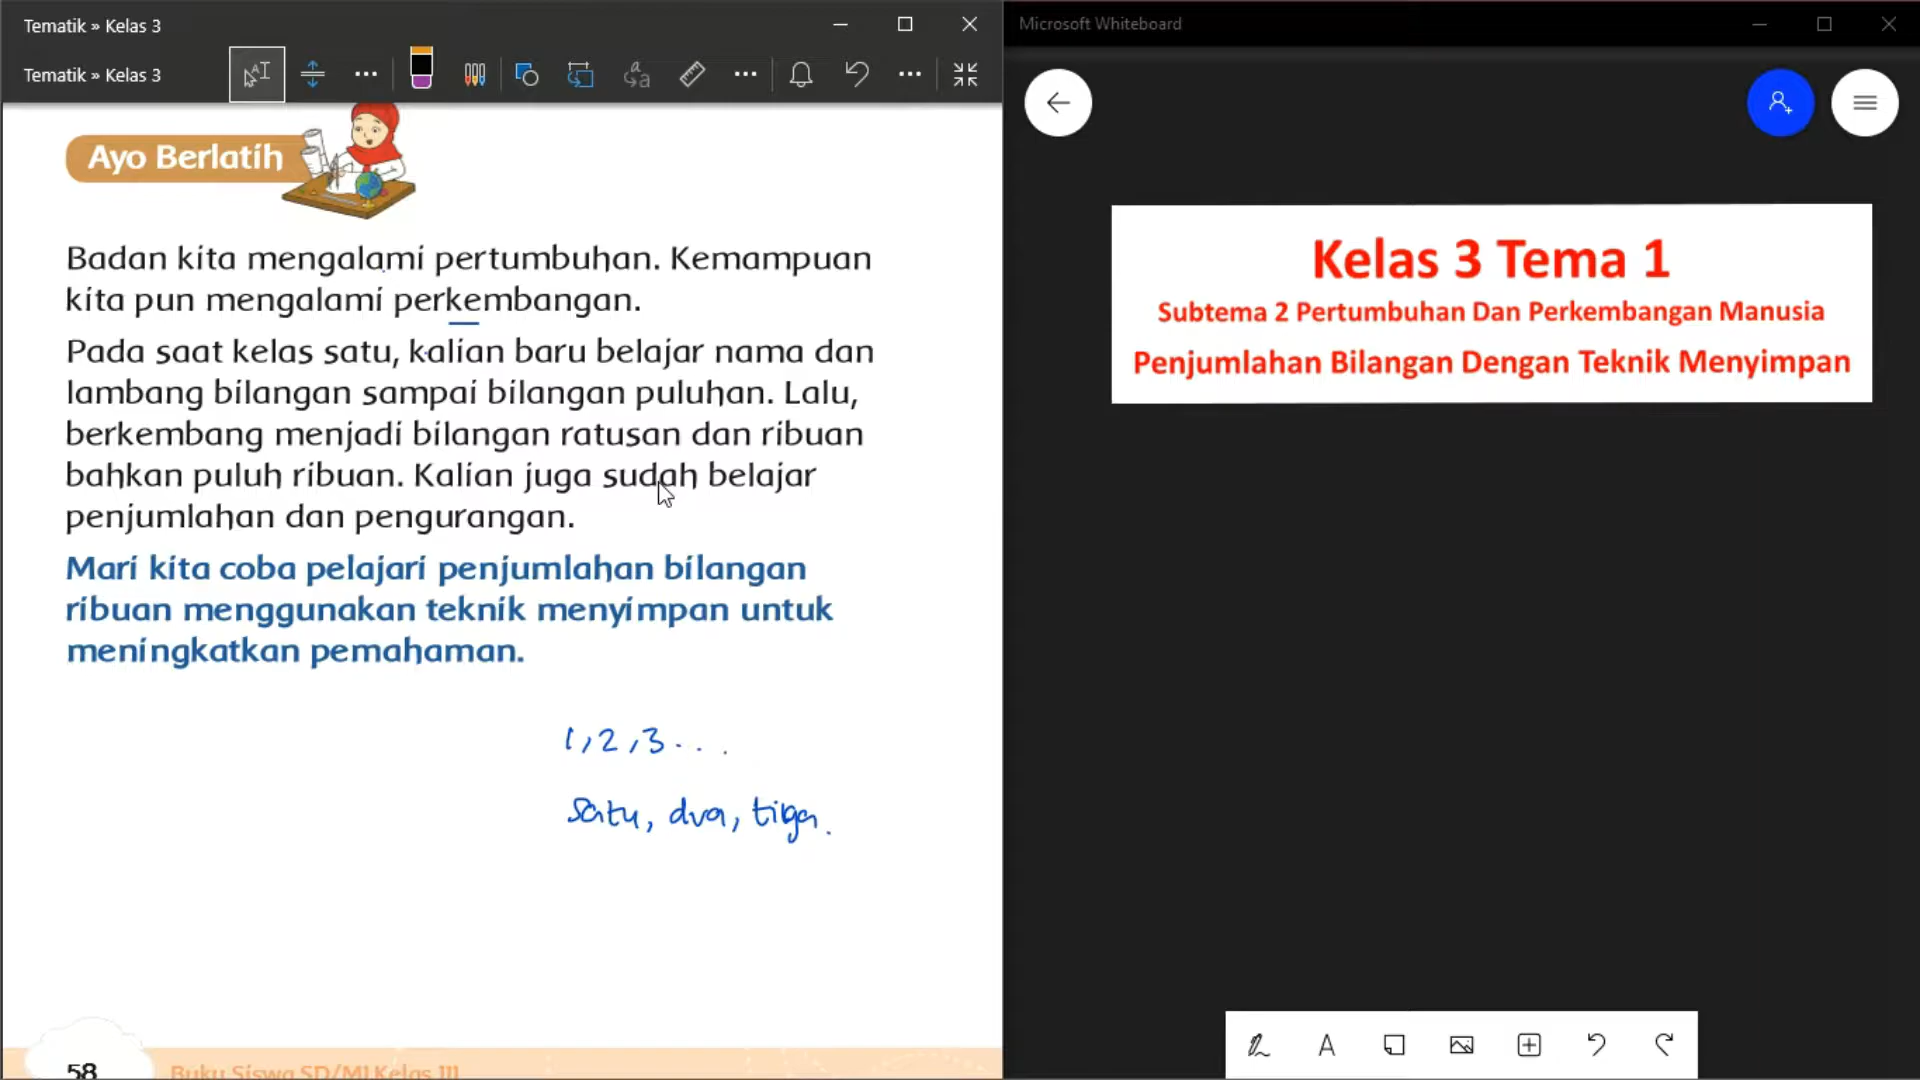 Tematik » Kelas 3
Tematik » Kelas 3
Ayo Berlatih
Badan kita mengalami pertumbuhan. Kemampuan
kita pun mengalami perkembangan.
Pada saat kelas satu, kalian baru belajar nama dan
lambang bilangan sampai bilangan puluhan. Lalu,
berkembang menjadi bilangan ratusan dan ribuan
bahkan puluh ribuan. Kalian juga sudah belajar
penjumlahan dan pengurangan.
Mari kita coba pelajari penjumlahan bilangan
ribuan menggunakan teknik menyimpan untuk
meningkatkan pemahaman.
1,2,3...
Satu, dua, tiga.
58
Buku Siswa SD/MI Kelas III
Microsoft Whiteboard
Kelas 3 Tema 1
Subtema 2 Pertumbuhan Dan Perkembangan Manusia
Penjumlahan Bilangan Dengan Teknik Menyimpan